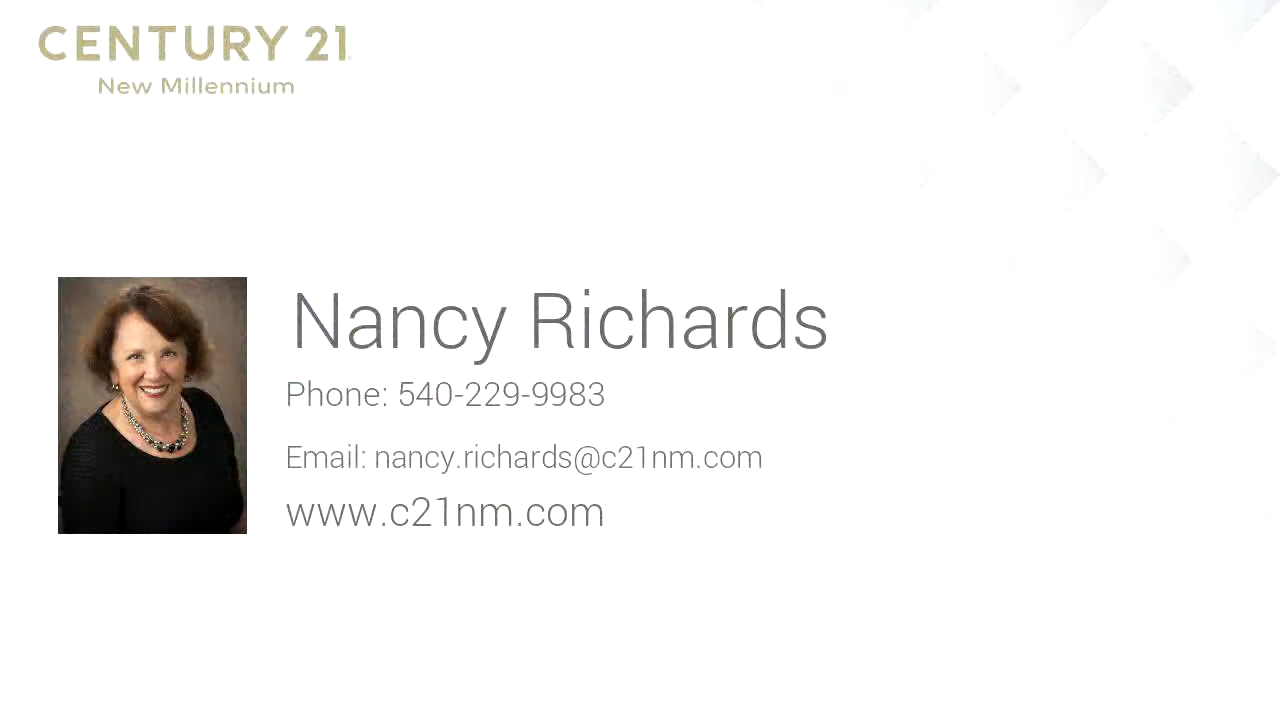 CENTURY 21
New Millennium
Nancy Richards
Phone: 540-229-9983
Email: nancy.richards@c21nm.com
www.c21nm.com